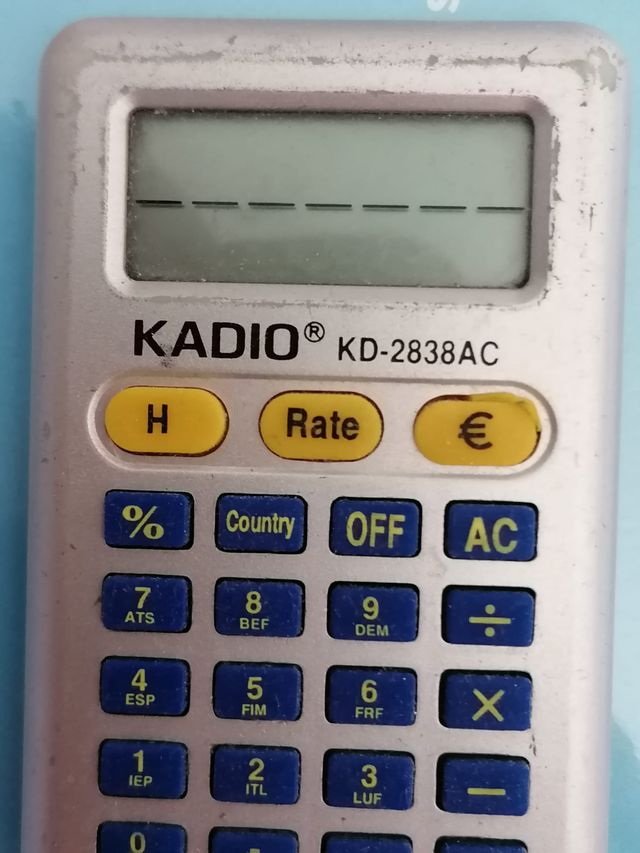 KADIO® KD-2838AC
H Rate €
% Country OFF AC
7 8 9 ÷
ATS BEF DEM
4 5 6 ×
ESP FIM FRF
1 2 3 −
IEP ITL LUF
0